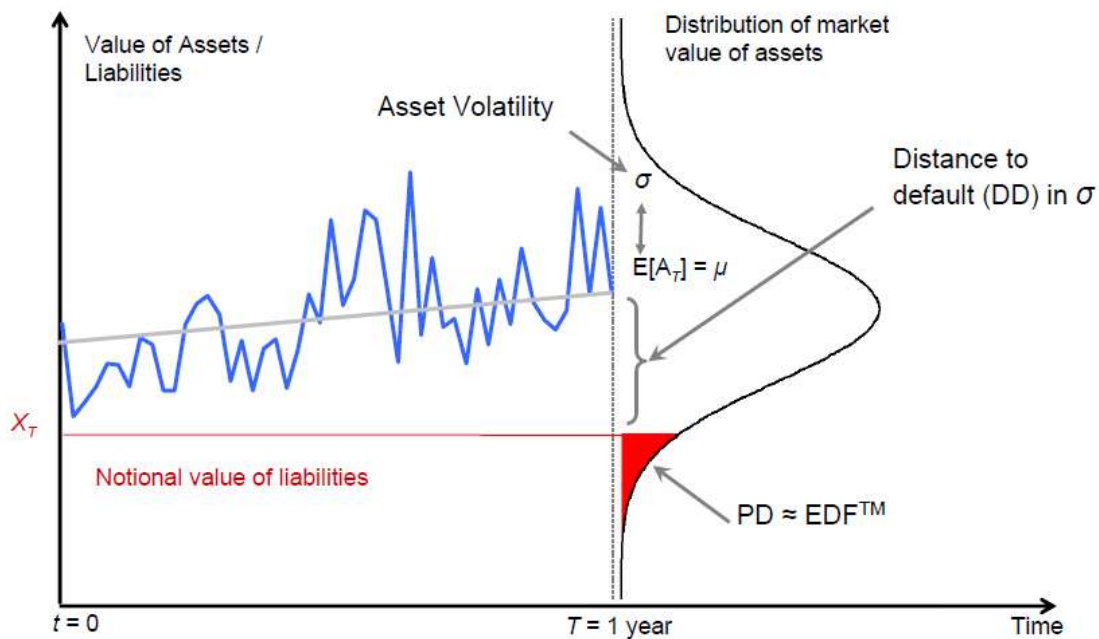 Value of Assets /
Liabilities
Distribution of market
value of assets
Asset Volatility
σ
E[A_T] = μ
Distance to
default (DD) in σ
X_T
Notional value of liabilities
PD ≈ EDF™
t = 0
T = 1 year
Time